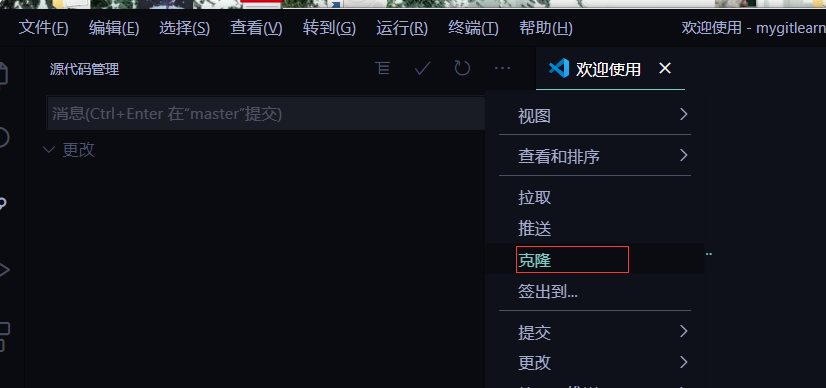 文件(F) 编辑(E) 选择(S) 查看(V) 转到(G) 运行(R) 终端(T) 帮助(H) 欢迎使用 - mygitlearn
源代码管理 ··· 欢迎使用
消息(Ctrl+Enter 在“master”提交)
更改
视图
查看和排序
拉取
推送
克隆
签出到...
提交
更改